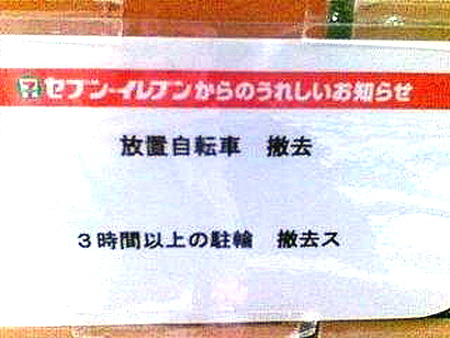 7 セブン-イレブンからのうれしいお知らせ
放置自転車 撤去
3時間以上の駐輪 撤去ス